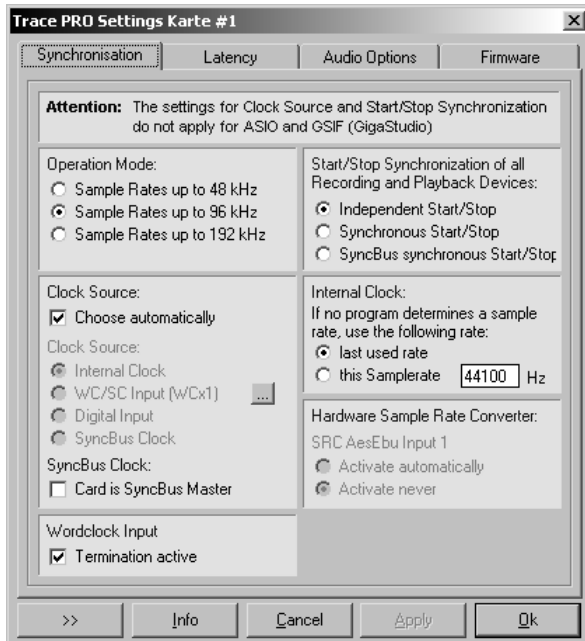 Trace PRO Settings Karte #1
Synchronisation
Latency
Audio Options
Firmware
Attention: The settings for Clock Source and Start/Stop Synchronization
do not apply for ASIO and GSIF (GigaStudio)
Operation Mode:
Sample Rates up to 48 kHz
Sample Rates up to 96 kHz
Sample Rates up to 192 kHz
Start/Stop Synchronization of all
Recording and Playback Devices:
Independent Start/Stop
Synchronous Start/Stop
SyncBus synchronous Start/Stop
Clock Source:
Choose automatically
Clock Source:
Internal Clock
WC/SC Input (WCx1)
...
Digital Input
SyncBus Clock
SyncBus Clock:
Card is SyncBus Master
Internal Clock:
If no program determines a sample
rate, use the following rate:
last used rate
this Samplerate 44100 Hz
Hardware Sample Rate Converter:
SRC AesEbu Input 1
Activate automatically
Activate never
Wordclock Input
Termination active
>>
Info
Cancel
Apply
Ok